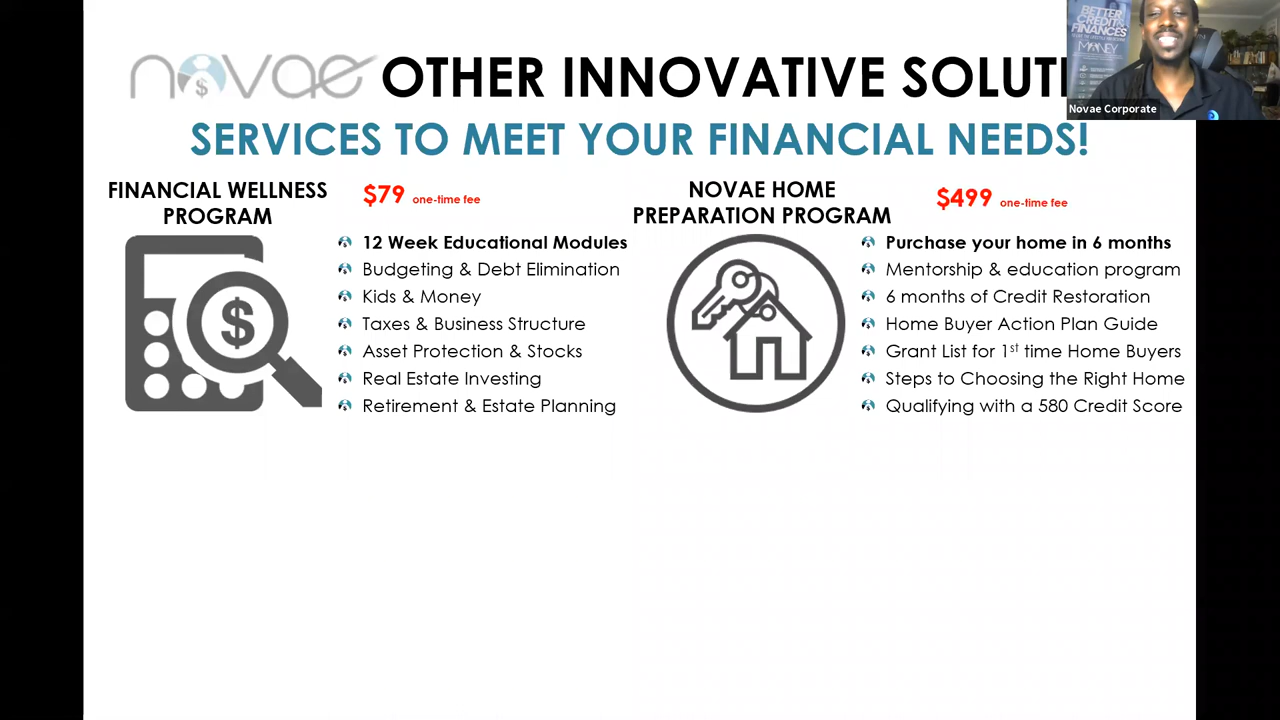 novae OTHER INNOVATIVE SOLUTI
SERVICES TO MEET YOUR FINANCIAL NEEDS!
BETTER
CREDIT &
FINANCES
MONEY
Novae Corporate
FINANCIAL WELLNESS
PROGRAM
$79 one-time fee
12 Week Educational Modules
Budgeting & Debt Elimination
Kids & Money
Taxes & Business Structure
Asset Protection & Stocks
Real Estate Investing
Retirement & Estate Planning
$
NOVAE HOME
PREPARATION PROGRAM
$499 one-time fee
Purchase your home in 6 months
Mentorship & education program
6 months of Credit Restoration
Home Buyer Action Plan Guide
Grant List for 1st time Home Buyers
Steps to Choosing the Right Home
Qualifying with a 580 Credit Score